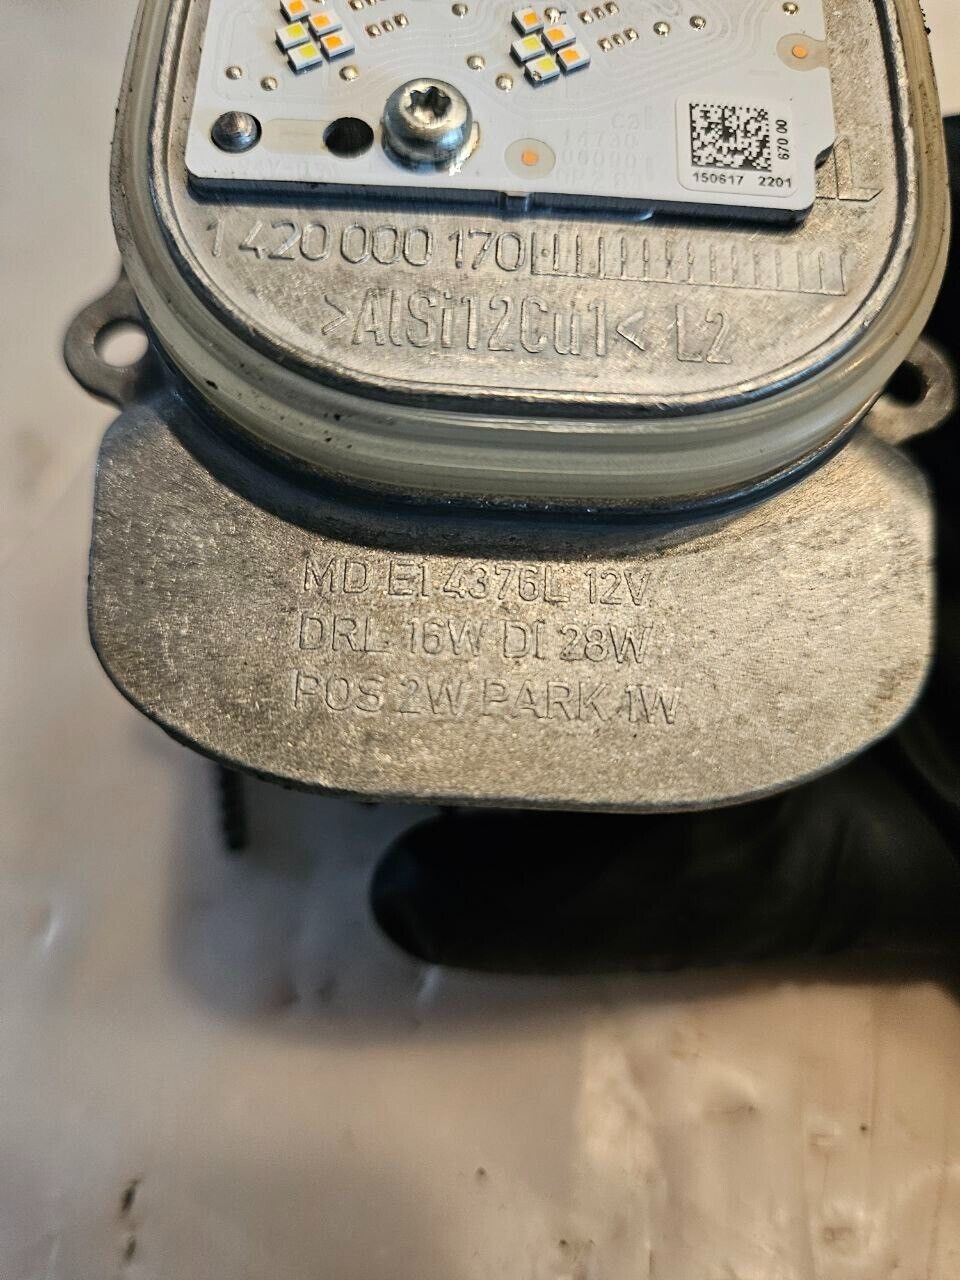 67000
150617 2201
L
1 420 000 170
>AlSi12Cu1< L2
MD E1 4376L 12V
DRL 16W DI 28W
POS 2W PARK 1W